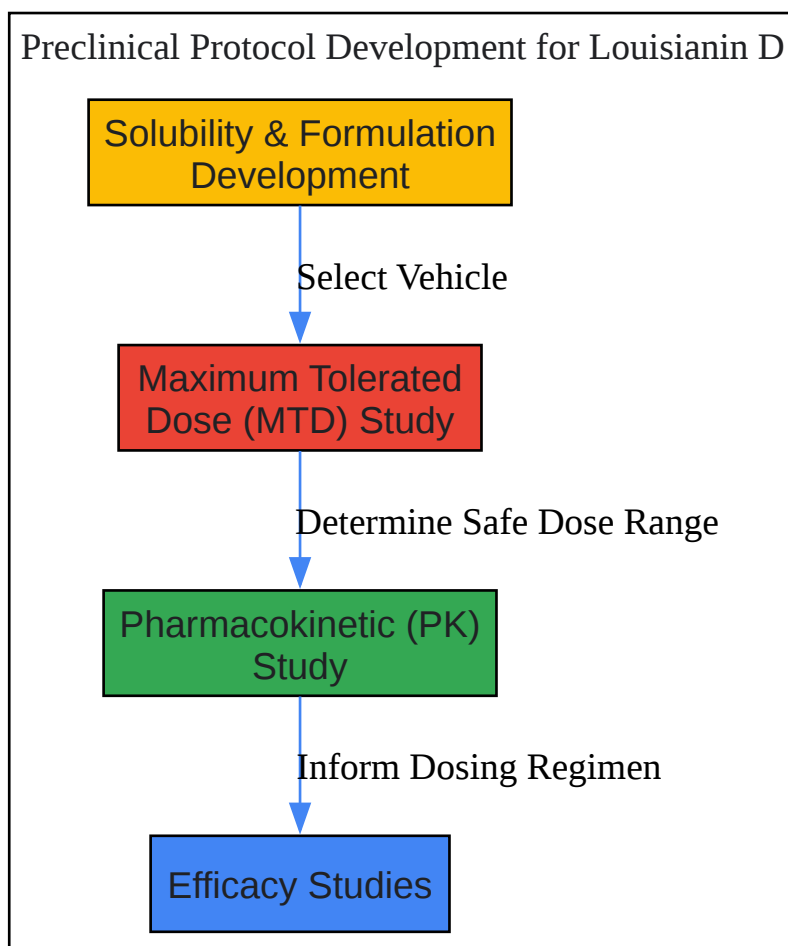 Preclinical Protocol Development for Louisianin D
Solubility & Formulation
Development
Select Vehicle
Maximum Tolerated
Dose (MTD) Study
Determine Safe Dose Range
Pharmacokinetic (PK)
Study
Inform Dosing Regimen
Efficacy Studies